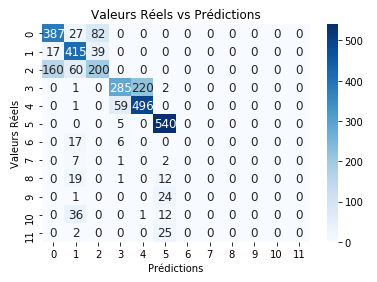 Valeurs Réels vs Prédictions
0 387 27 82 0 0 0 0 0 0 0 0 0
1 17 415 39 0 0 0 0 0 0 0 0 0
2 160 60 200 0 0 0 0 0 0 0 0 0
3 0 1 0 285 220 2 0 0 0 0 0 0
4 0 1 0 59 496 0 0 0 0 0 0 0
5 0 0 0 5 0 540 0 0 0 0 0 0
6 0 17 0 6 0 0 0 0 0 0 0 0
7 0 7 0 1 0 2 0 0 0 0 0 0
8 0 19 0 1 0 12 0 0 0 0 0 0
9 0 1 0 0 0 24 0 0 0 0 0 0
10 0 36 0 0 1 12 0 0 0 0 0 0
11 0 2 0 0 0 25 0 0 0 0 0 0
0 1 2 3 4 5 6 7 8 9 10 11
Prédictions
Valeurs Réels
500
400
300
200
100
0